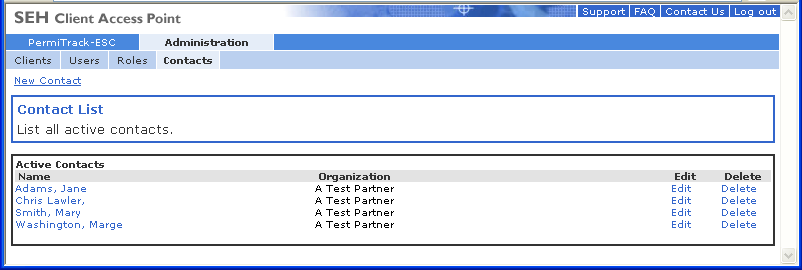 SEH Client Access Point
Support FAQ Contact Us Log out
PermiTrack-ESC Administration
Clients Users Roles Contacts
New Contact
Contact List
List all active contacts.
Active Contacts
Name Organization Edit Delete
Adams, Jane A Test Partner Edit Delete
Chris Lawler, A Test Partner Edit Delete
Smith, Mary A Test Partner Edit Delete
Washington, Marge A Test Partner Edit Delete